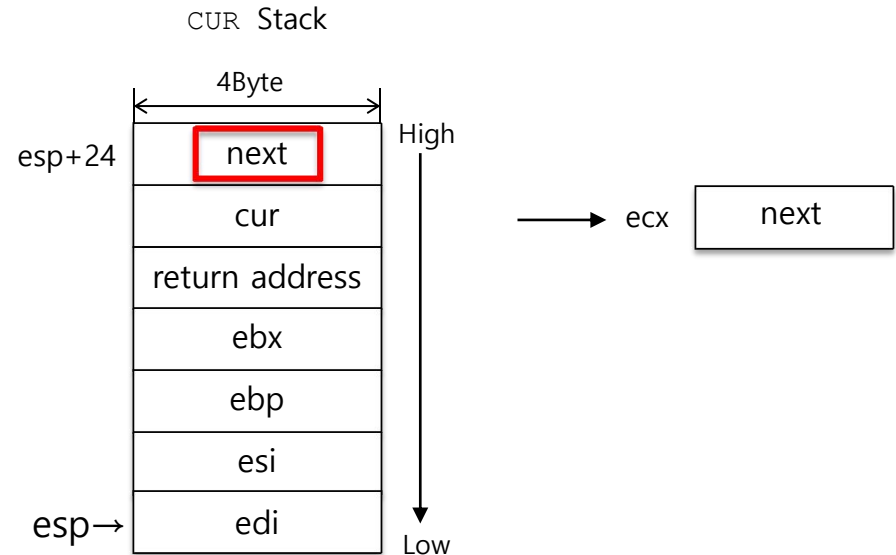 CUR Stack
4Byte
esp+24
next
High
cur
ecx
next
return address
ebx
ebp
esi
esp→
edi
Low